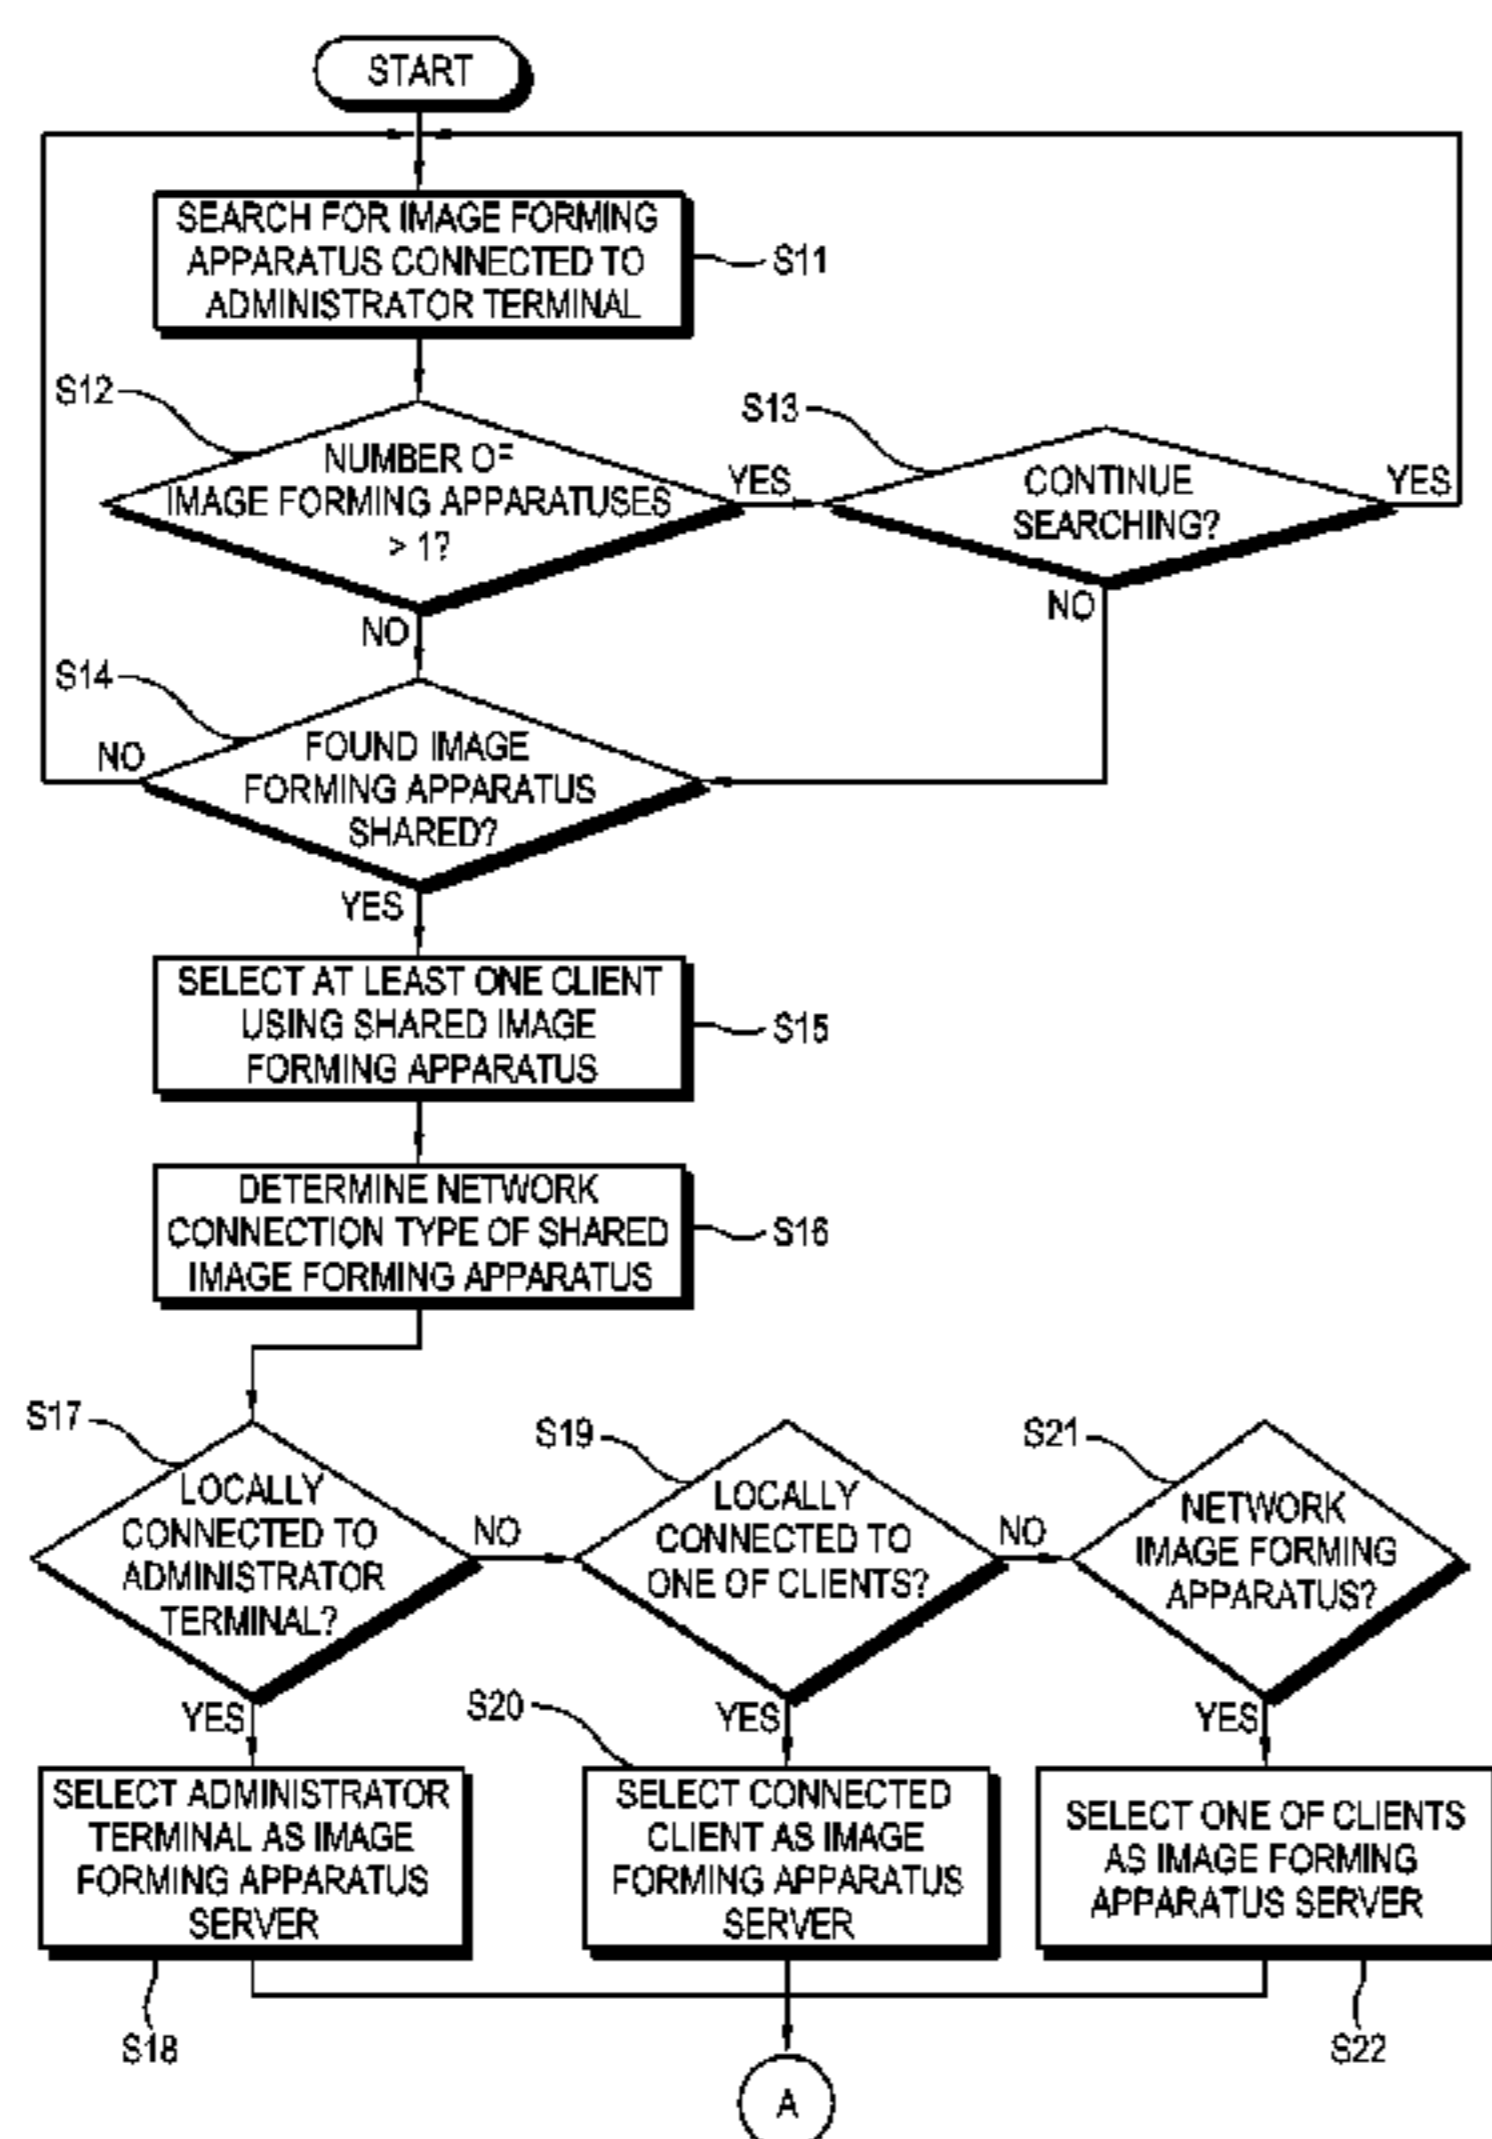 START
SEARCH FOR IMAGE FORMING
APPARATUS CONNECTED TO
ADMINISTRATOR TERMINAL
S11
S12
NUMBER OF
IMAGE FORMING APPARATUSES
> 1?
YES
S13
CONTINUE
SEARCHING?
YES
NO
NO
S14
NO
FOUND IMAGE
FORMING APPARATUS
SHARED?
YES
SELECT AT LEAST ONE CLIENT
USING SHARED IMAGE
FORMING APPARATUS
S15
DETERMINE NETWORK
CONNECTION TYPE OF SHARED
IMAGE FORMING APPARATUS
S16
S17
LOCALLY
CONNECTED TO
ADMINISTRATOR
TERMINAL?
NO
YES
S19
LOCALLY
CONNECTED TO
ONE OF CLIENTS?
NO
YES
S21
NETWORK
IMAGE FORMING
APPARATUS?
YES
SELECT ADMINISTRATOR
TERMINAL AS IMAGE
FORMING APPARATUS
SERVER
S18
S20
SELECT CONNECTED
CLIENT AS IMAGE
FORMING APPARATUS
SERVER
SELECT ONE OF CLIENTS
AS IMAGE FORMING
APPARATUS SERVER
S22
A